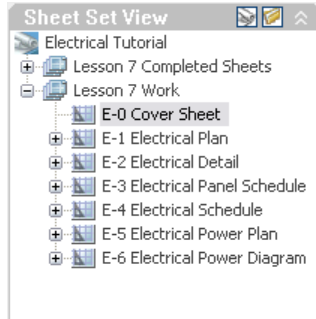 Sheet Set View
Electrical Tutorial
Lesson 7 Completed Sheets
Lesson 7 Work
E-0 Cover Sheet
E-1 Electrical Plan
E-2 Electrical Detail
E-3 Electrical Panel Schedule
E-4 Electrical Schedule
E-5 Electrical Power Plan
E-6 Electrical Power Diagram